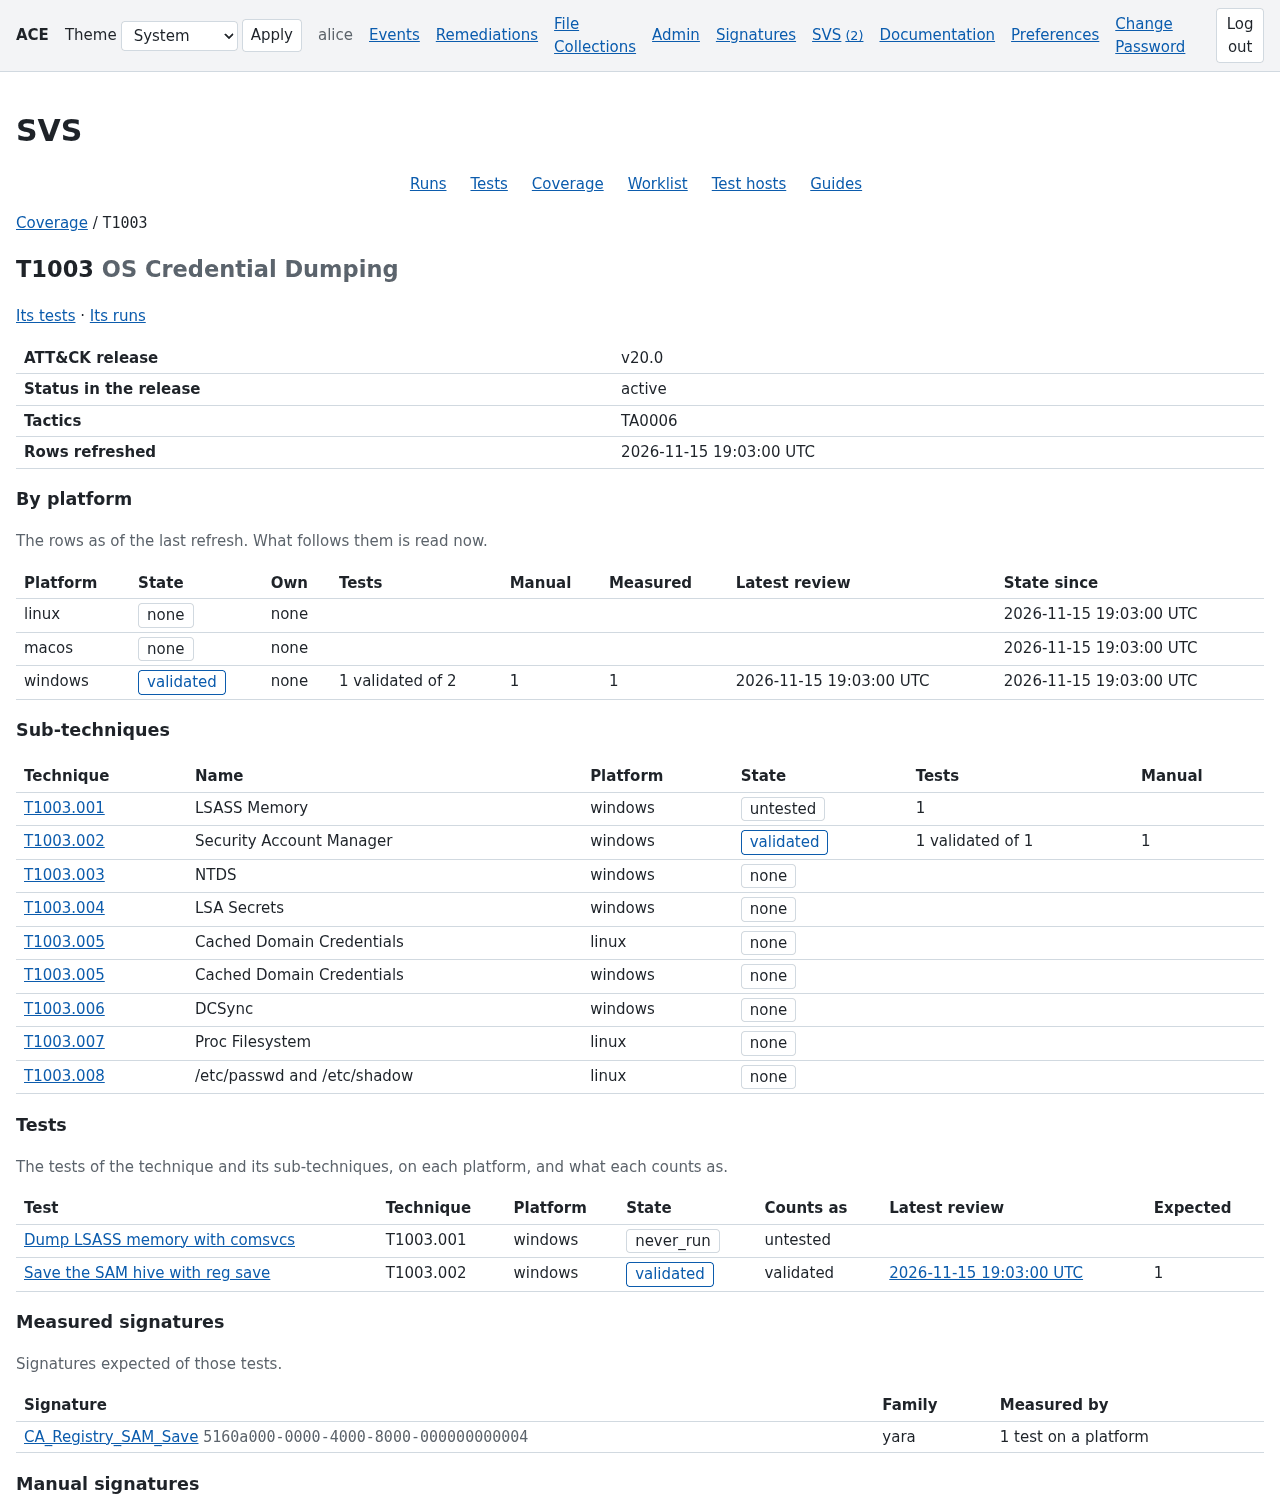 ACE Theme System Apply alice Events Remediations File Collections Admin Signatures SVS (2) Documentation Preferences Change Password Log out
SVS
Runs Tests Coverage Worklist Test hosts Guides
Coverage / T1003
T1003 OS Credential Dumping
Its tests · Its runs
ATT&CK release v20.0
Status in the release active
Tactics TA0006
Rows refreshed 2026-11-15 19:03:00 UTC
By platform
The rows as of the last refresh. What follows them is read now.
Platform State Own Tests Manual Measured Latest review State since
linux none none 2026-11-15 19:03:00 UTC
macos none none 2026-11-15 19:03:00 UTC
windows validated none 1 validated of 2 1 1 2026-11-15 19:03:00 UTC 2026-11-15 19:03:00 UTC
Sub-techniques
Technique Name Platform State Tests Manual
T1003.001 LSASS Memory windows untested 1
T1003.002 Security Account Manager windows validated 1 validated of 1 1
T1003.003 NTDS windows none
T1003.004 LSA Secrets windows none
T1003.005 Cached Domain Credentials linux none
T1003.005 Cached Domain Credentials windows none
T1003.006 DCSync windows none
T1003.007 Proc Filesystem linux none
T1003.008 /etc/passwd and /etc/shadow linux none
Tests
The tests of the technique and its sub-techniques, on each platform, and what each counts as.
Test Technique Platform State Counts as Latest review Expected
Dump LSASS memory with comsvcs T1003.001 windows never_run untested
Save the SAM hive with reg save T1003.002 windows validated validated 2026-11-15 19:03:00 UTC 1
Measured signatures
Signatures expected of those tests.
Signature Family Measured by
CA_Registry_SAM_Save 5160a000-0000-4000-8000-000000000004 yara 1 test on a platform
Manual signatures